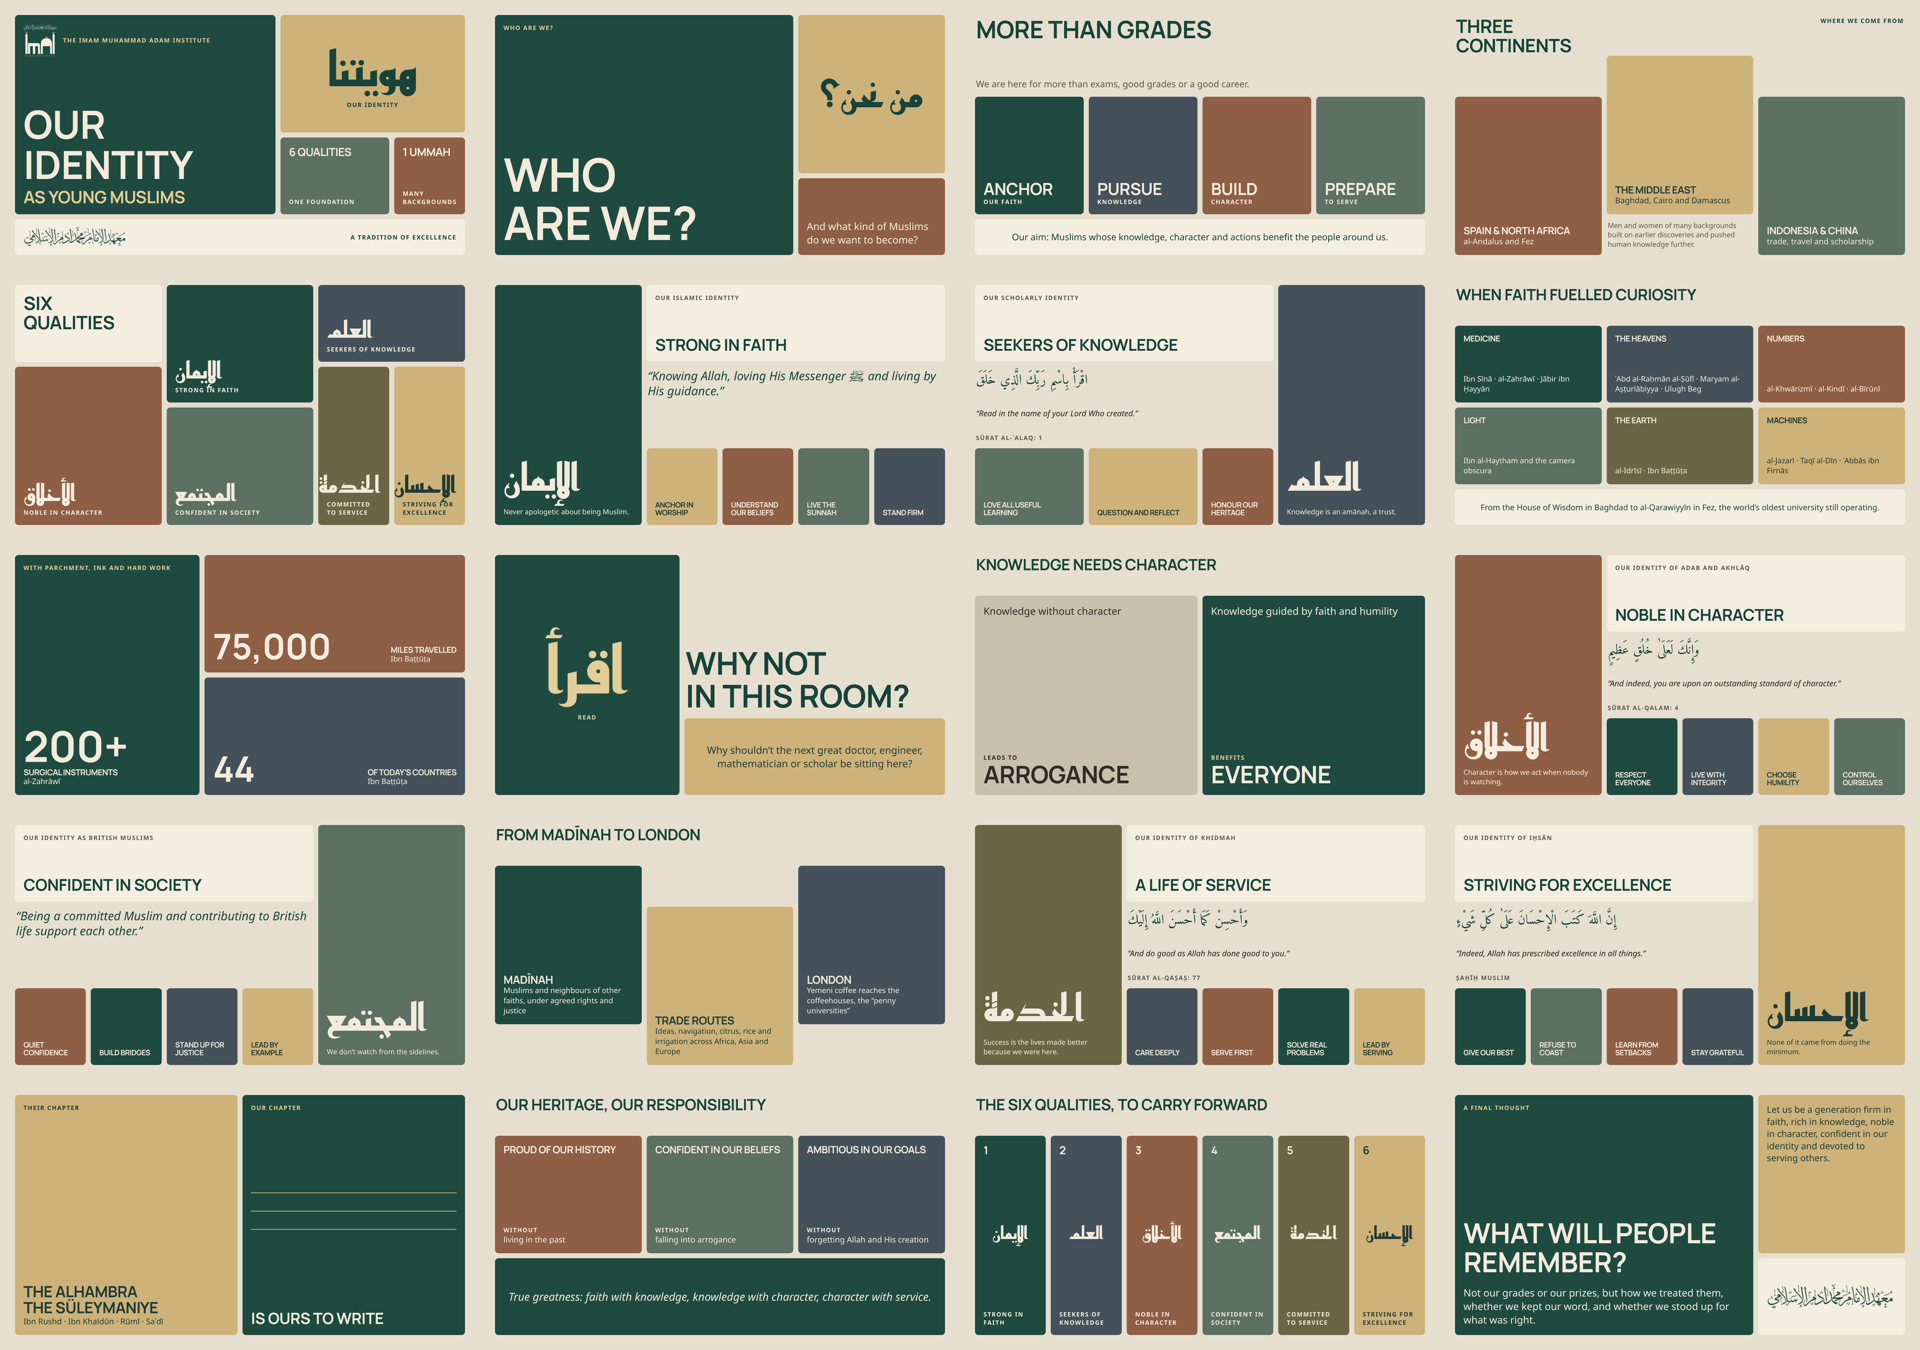 THE IMAM MUHAMMAD ADAM INSTITUTE
OUR
IDENTITY
AS YOUNG MUSLIMS
هويتنا
OUR IDENTITY
6 QUALITIES
ONE FOUNDATION
1 UMMAH
MANY
BACKGROUNDS
معهد الإمام محمد آدم الإسلامي
A TRADITION OF EXCELLENCE
WHO ARE WE?
WHO
ARE WE?
من نحن؟
And what kind of Muslims
do we want to become?
MORE THAN GRADES
We are here for more than exams, good grades or a good career.
ANCHOR
OUR FAITH
PURSUE
KNOWLEDGE
BUILD
CHARACTER
PREPARE
TO SERVE
Our aim: Muslims whose knowledge, character and actions benefit the people around us.
THREE
CONTINENTS
WHERE WE COME FROM
SPAIN & NORTH AFRICA
al-Andalus and Fez
THE MIDDLE EAST
Baghdad, Cairo and Damascus
Men and women of many backgrounds
built on earlier discoveries and pushed
human knowledge further.
INDONESIA & CHINA
trade, travel and scholarship
SIX
QUALITIES
الإيمان
STRONG IN FAITH
العلم
SEEKERS OF KNOWLEDGE
الأخلاق
NOBLE IN CHARACTER
المجتمع
CONFIDENT IN SOCIETY
الخدمة
COMMITTED
TO SERVICE
الإحسان
STRIVING FOR
EXCELLENCE
الإيمان
Never apologetic about being Muslim.
OUR ISLAMIC IDENTITY
STRONG IN FAITH
“Knowing Allah, loving His Messenger ﷺ and living by
His guidance.”
ANCHOR IN
WORSHIP
UNDERSTAND
OUR BELIEFS
LIVE THE
SUNNAH
STAND FIRM
OUR SCHOLARLY IDENTITY
SEEKERS OF KNOWLEDGE
اقْرَأْ بِاسْمِ رَبِّكَ الَّذِي خَلَقَ
“Read in the name of your Lord Who created.”
SŪRAT AL-ʿALAQ: 1
LOVE ALL USEFUL
LEARNING
QUESTION AND REFLECT
HONOUR OUR
HERITAGE
العلم
Knowledge is an amānah, a trust.
WHEN FAITH FUELLED CURIOSITY
MEDICINE
Ibn Sīnā · al-Zahrāwī · Jābir ibn
Ḥayyān
THE HEAVENS
ʿAbd al-Raḥmān al-Ṣūfī · Maryam al-
Asṭurlābiyya · Ulugh Beg
NUMBERS
al-Khwārizmī · al-Kindī · al-Bīrūnī
LIGHT
Ibn al-Haytham and the camera
obscura
THE EARTH
al-Idrīsī · Ibn Baṭṭūṭa
MACHINES
al-Jazarī · Taqī al-Dīn · ʿAbbās ibn
Firnās
From the House of Wisdom in Baghdad to al-Qarawiyyīn in Fez, the world’s oldest university still operating.
WITH PARCHMENT, INK AND HARD WORK
200+
SURGICAL INSTRUMENTS
al-Zahrāwī
75,000
MILES TRAVELLED
Ibn Baṭṭūṭa
44
OF TODAY’S COUNTRIES
Ibn Baṭṭūṭa
اقرأ
READ
WHY NOT
IN THIS ROOM?
Why shouldn’t the next great doctor, engineer,
mathematician or scholar be sitting here?
KNOWLEDGE NEEDS CHARACTER
Knowledge without character
LEADS TO
ARROGANCE
Knowledge guided by faith and humility
BENEFITS
EVERYONE
الأخلاق
Character is how we act when nobody
is watching.
OUR IDENTITY OF ADAB AND AKHLĀQ
NOBLE IN CHARACTER
وَإِنَّكَ لَعَلَىٰ خُلُقٍ عَظِيمٍ
“And indeed, you are upon an outstanding standard of character.”
SŪRAT AL-QALAM: 4
RESPECT
EVERYONE
LIVE WITH
INTEGRITY
CHOOSE
HUMILITY
CONTROL
OURSELVES
OUR IDENTITY AS BRITISH MUSLIMS
CONFIDENT IN SOCIETY
“Being a committed Muslim and contributing to British
life support each other.”
QUIET
CONFIDENCE
BUILD BRIDGES
STAND UP FOR
JUSTICE
LEAD BY
EXAMPLE
المجتمع
We don’t watch from the sidelines.
FROM MADĪNAH TO LONDON
MADĪNAH
Muslims and neighbours of other
faiths, under agreed rights and
justice
TRADE ROUTES
Ideas, navigation, citrus, rice and
irrigation across Africa, Asia and
Europe
LONDON
Yemeni coffee reaches the
coffeehouses, the “penny
universities”
الخدمة
Success is the lives made better
because we were here.
OUR IDENTITY OF KHIDMAH
A LIFE OF SERVICE
وَأَحْسِنْ كَمَا أَحْسَنَ اللَّهُ إِلَيْكَ
“And do good as Allah has done good to you.”
SŪRAT AL-QAṢAṢ: 77
CARE DEEPLY
SERVE FIRST
SOLVE REAL
PROBLEMS
LEAD BY
SERVING
OUR IDENTITY OF IḤSĀN
STRIVING FOR EXCELLENCE
إِنَّ اللَّهَ كَتَبَ الْإِحْسَانَ عَلَىٰ كُلِّ شَيْءٍ
“Indeed, Allah has prescribed excellence in all things.”
ṢAḤĪḤ MUSLIM
GIVE OUR BEST
REFUSE TO
COAST
LEARN FROM
SETBACKS
STAY GRATEFUL
الإحسان
None of it came from doing the
minimum.
THEIR CHAPTER
THE ALHAMBRA
THE SÜLEYMANIYE
Ibn Rushd · Ibn Khaldūn · Rūmī · Saʿdī
OUR CHAPTER
IS OURS TO WRITE
OUR HERITAGE, OUR RESPONSIBILITY
PROUD OF OUR HISTORY
WITHOUT
living in the past
CONFIDENT IN OUR BELIEFS
WITHOUT
falling into arrogance
AMBITIOUS IN OUR GOALS
WITHOUT
forgetting Allah and His creation
True greatness: faith with knowledge, knowledge with character, character with service.
THE SIX QUALITIES, TO CARRY FORWARD
1
الإيمان
STRONG IN
FAITH
2
العلم
SEEKERS OF
KNOWLEDGE
3
الأخلاق
NOBLE IN
CHARACTER
4
المجتمع
CONFIDENT IN
SOCIETY
5
الخدمة
COMMITTED
TO SERVICE
6
الإحسان
STRIVING FOR
EXCELLENCE
A FINAL THOUGHT
WHAT WILL PEOPLE
REMEMBER?
Not our grades or our prizes, but how we treated them,
whether we kept our word, and whether we stood up for
what was right.
Let us be a generation firm in
faith, rich in knowledge, noble
in character, confident in our
identity and devoted to
serving others.
معهد الإمام محمد آدم الإسلامي